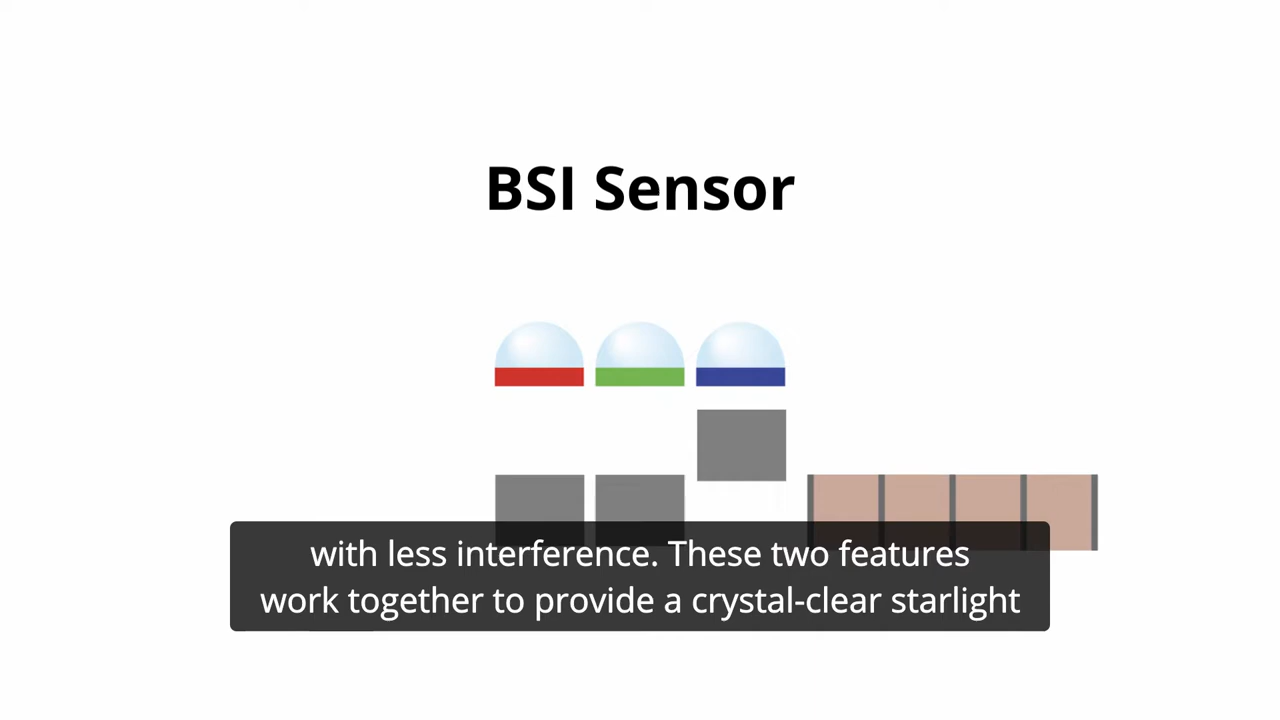 BSI Sensor
with less interference. These two features
work together to provide a crystal-clear starlight